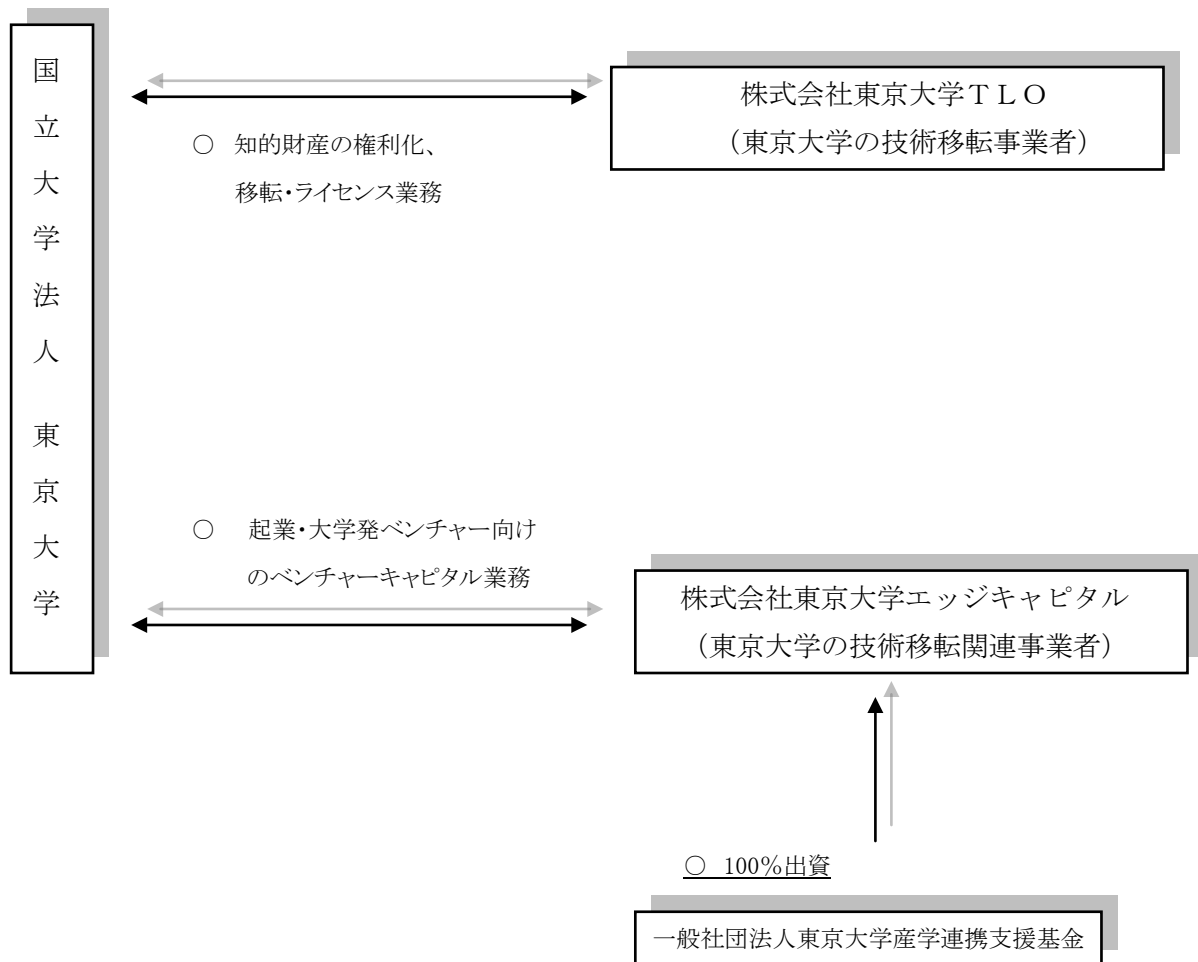 国立大学法人 東京大学
株式会社東京大学TLO
(東京大学の技術移転事業者)
○ 知的財産の権利化、
移転・ライセンス業務
○ 起業・大学発ベンチャー向け
のベンチャーキャピタル業務
株式会社東京大学エッジキャピタル
(東京大学の技術移転関連事業者)
○ 100%出資
一般社団法人東京大学産学連携支援基金